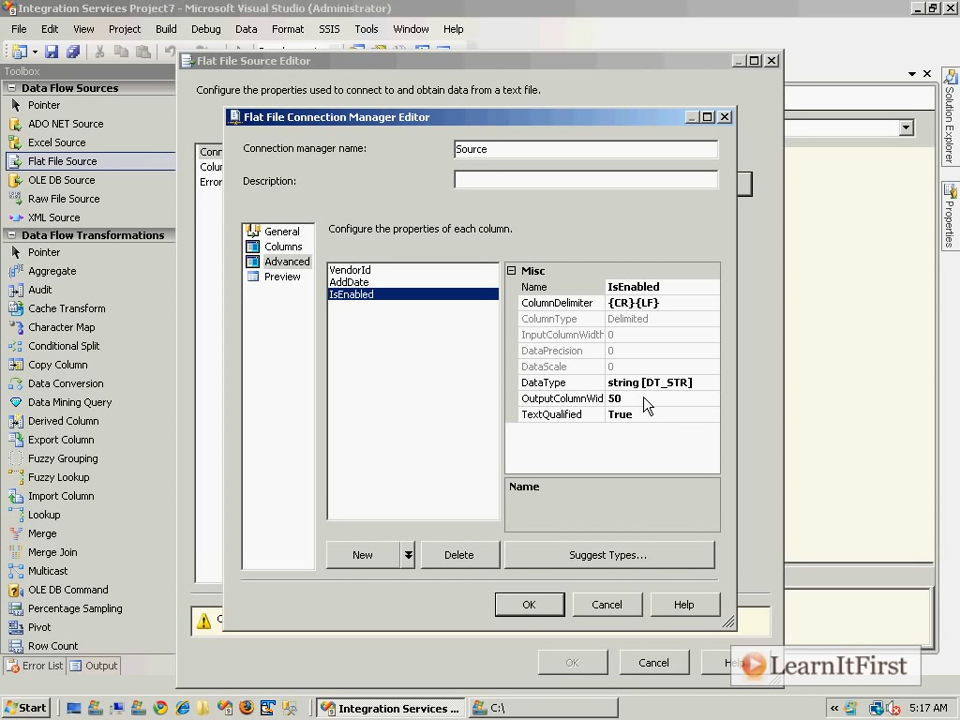 Integration Services Project7 - Microsoft Visual Studio (Administrator)
File Edit View Project Build Debug Data Format SSIS Tools Window Help
Toolbox
Data Flow Sources
Pointer
ADO NET Source
Excel Source
Flat File Source
OLE DB Source
Raw File Source
XML Source
Data Flow Transformations
Pointer
Aggregate
Audit
Cache Transform
Character Map
Conditional Split
Copy Column
Data Conversion
Data Mining Query
Derived Column
Export Column
Fuzzy Grouping
Fuzzy Lookup
Import Column
Lookup
Merge
Merge Join
Multicast
OLE DB Command
Percentage Sampling
Pivot
Row Count
Error List Output
Flat File Source Editor
Configure the properties used to connect to and obtain data from a text file.
Conn
Colu
Error
Flat File Connection Manager Editor
Connection manager name: Source
Description:
General
Columns
Advanced
Preview
Configure the properties of each column.
VendorId
AddDate
IsEnabled
Misc
Name IsEnabled
ColumnDelimiter {CR}{LF}
ColumnType Delimited
InputColumnWidth 0
DataPrecision 0
DataScale 0
DataType string [DT_STR]
OutputColumnWid 50
TextQualified True
Name
New Delete Suggest Types...
OK Cancel Help
C
OK Cancel Help
Solution Explorer
Properties
LearnItFirst
Start Integration Services ... C:\ « 5:17 AM